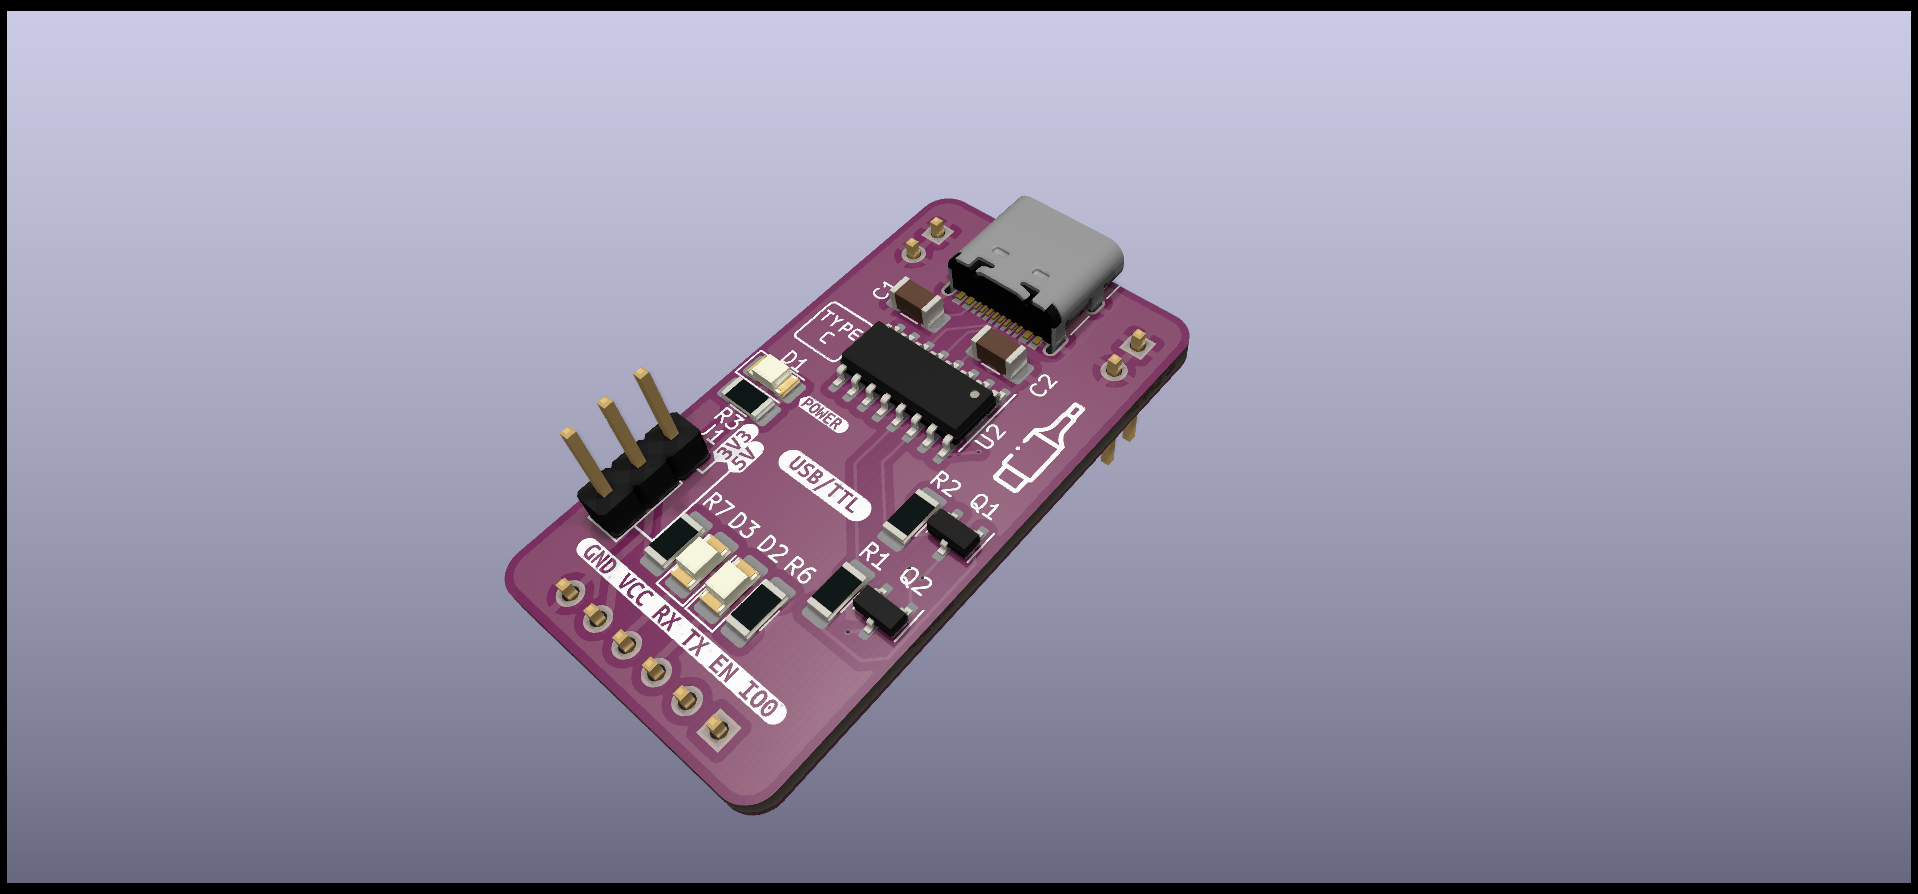 C1
TYPE
C
D1
C2
POWER
R3
J1
3V3
5V
U2
USB/TTL
R2
Q1
R7
D3
D2
R6
R1
Q2
GND VCC RX TX EN IO0